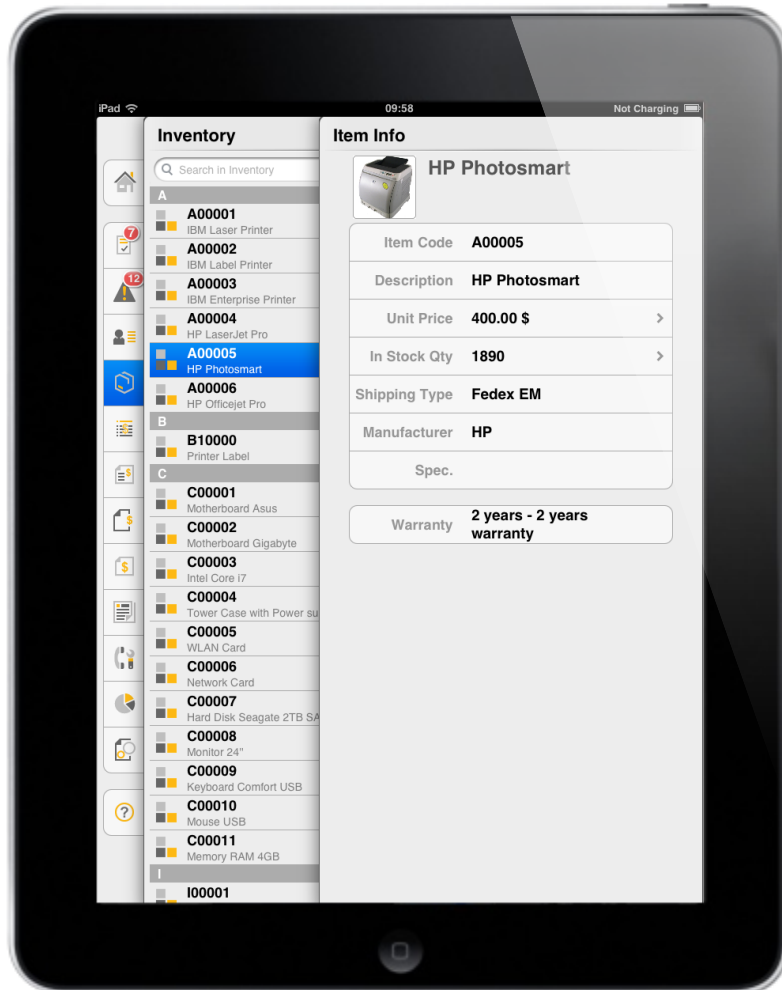 iPad
09:58
Not Charging
Inventory
Search in Inventory
A
A00001
IBM Laser Printer
A00002
IBM Label Printer
A00003
IBM Enterprise Printer
A00004
HP LaserJet Pro
A00005
HP Photosmart
A00006
HP Officejet Pro
B
B10000
Printer Label
C
C00001
Motherboard Asus
C00002
Motherboard Gigabyte
C00003
Intel Core i7
C00004
Tower Case with Power su
C00005
WLAN Card
C00006
Network Card
C00007
Hard Disk Seagate 2TB SA
C00008
Monitor 24"
C00009
Keyboard Comfort USB
C00010
Mouse USB
C00011
Memory RAM 4GB
I
I00001
7
12
$
$
$
?
Item Info
HP Photosmart
Item Code A00005
Description HP Photosmart
Unit Price 400.00 $
In Stock Qty 1890
Shipping Type Fedex EM
Manufacturer HP
Spec.
Warranty 2 years - 2 years
warranty